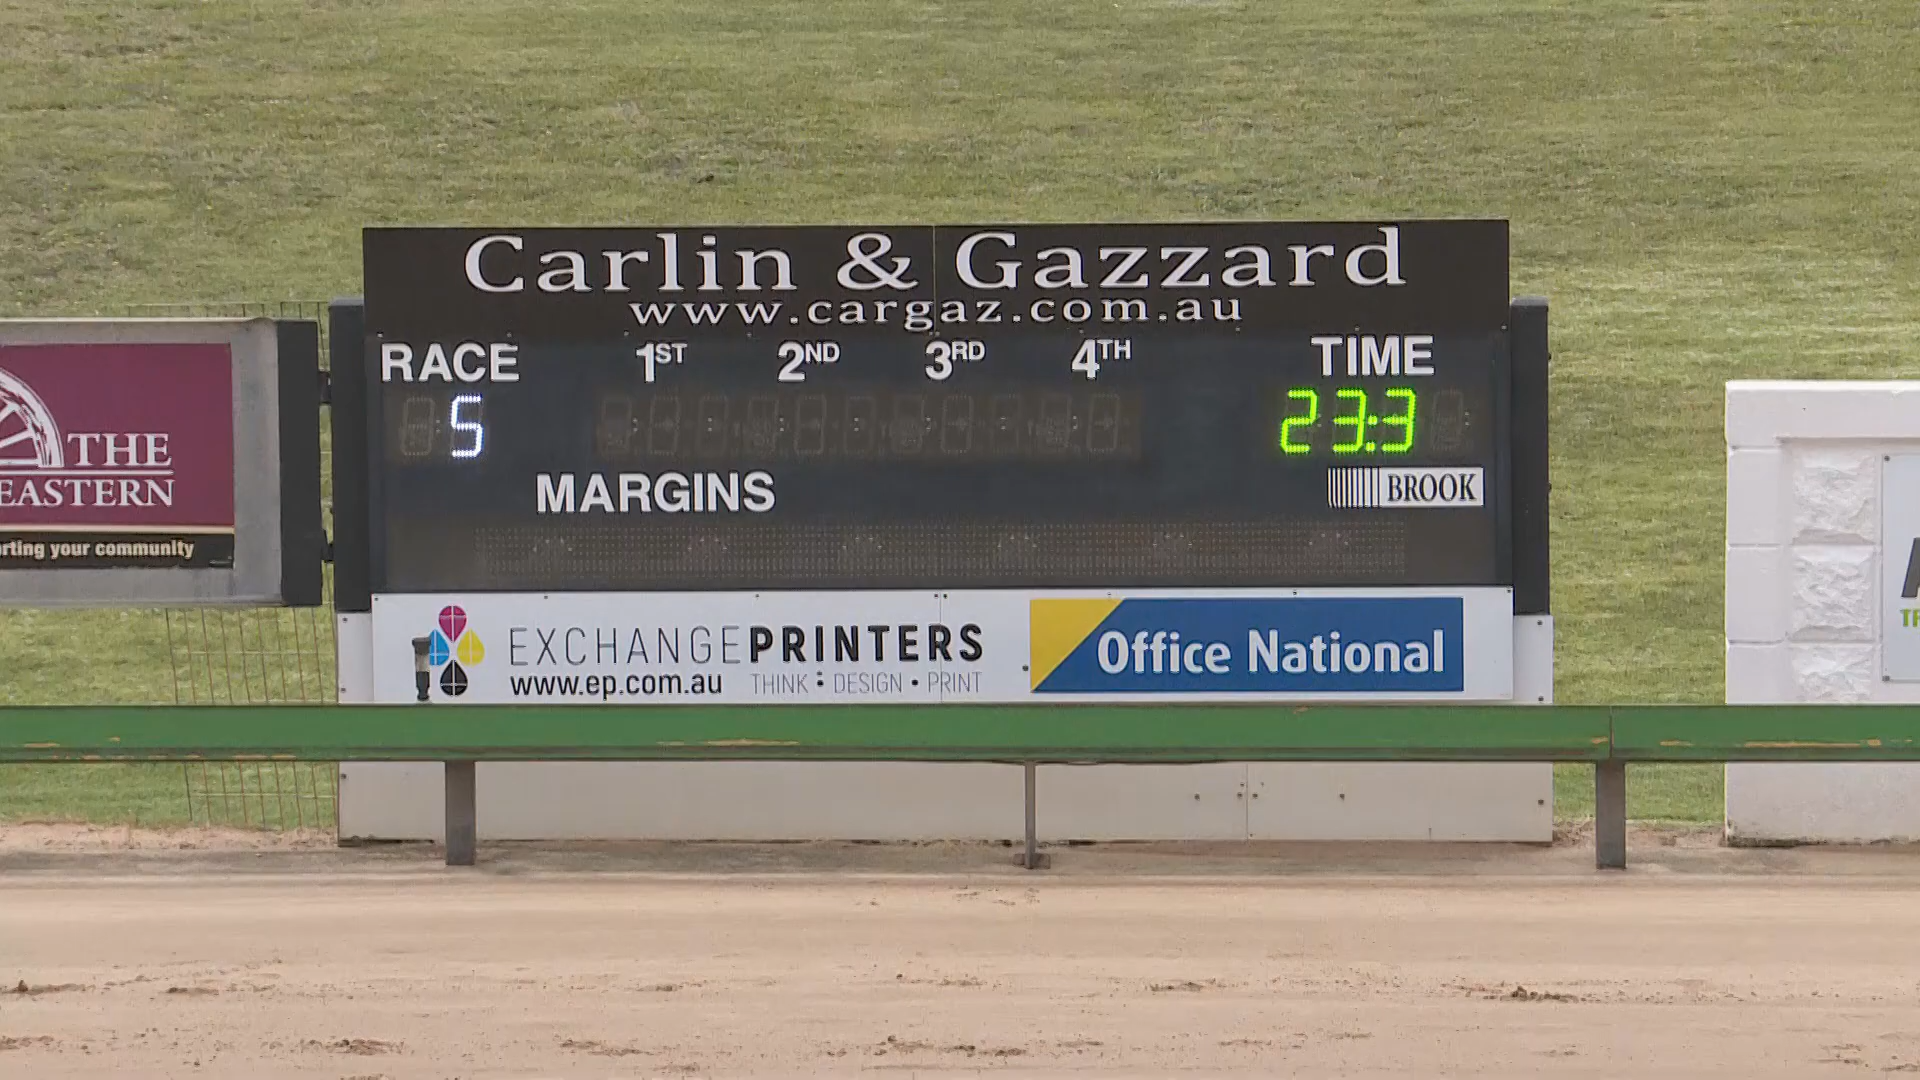 Carlin & Gazzard
www.cargaz.com.au
RACE 1ST 2ND 3RD 4TH TIME
5 23:3
MARGINS BROOK
THE
EASTERN
your community
EXCHANGEPRINTERS
www.ep.com.au THINK • DESIGN • PRINT
Office National